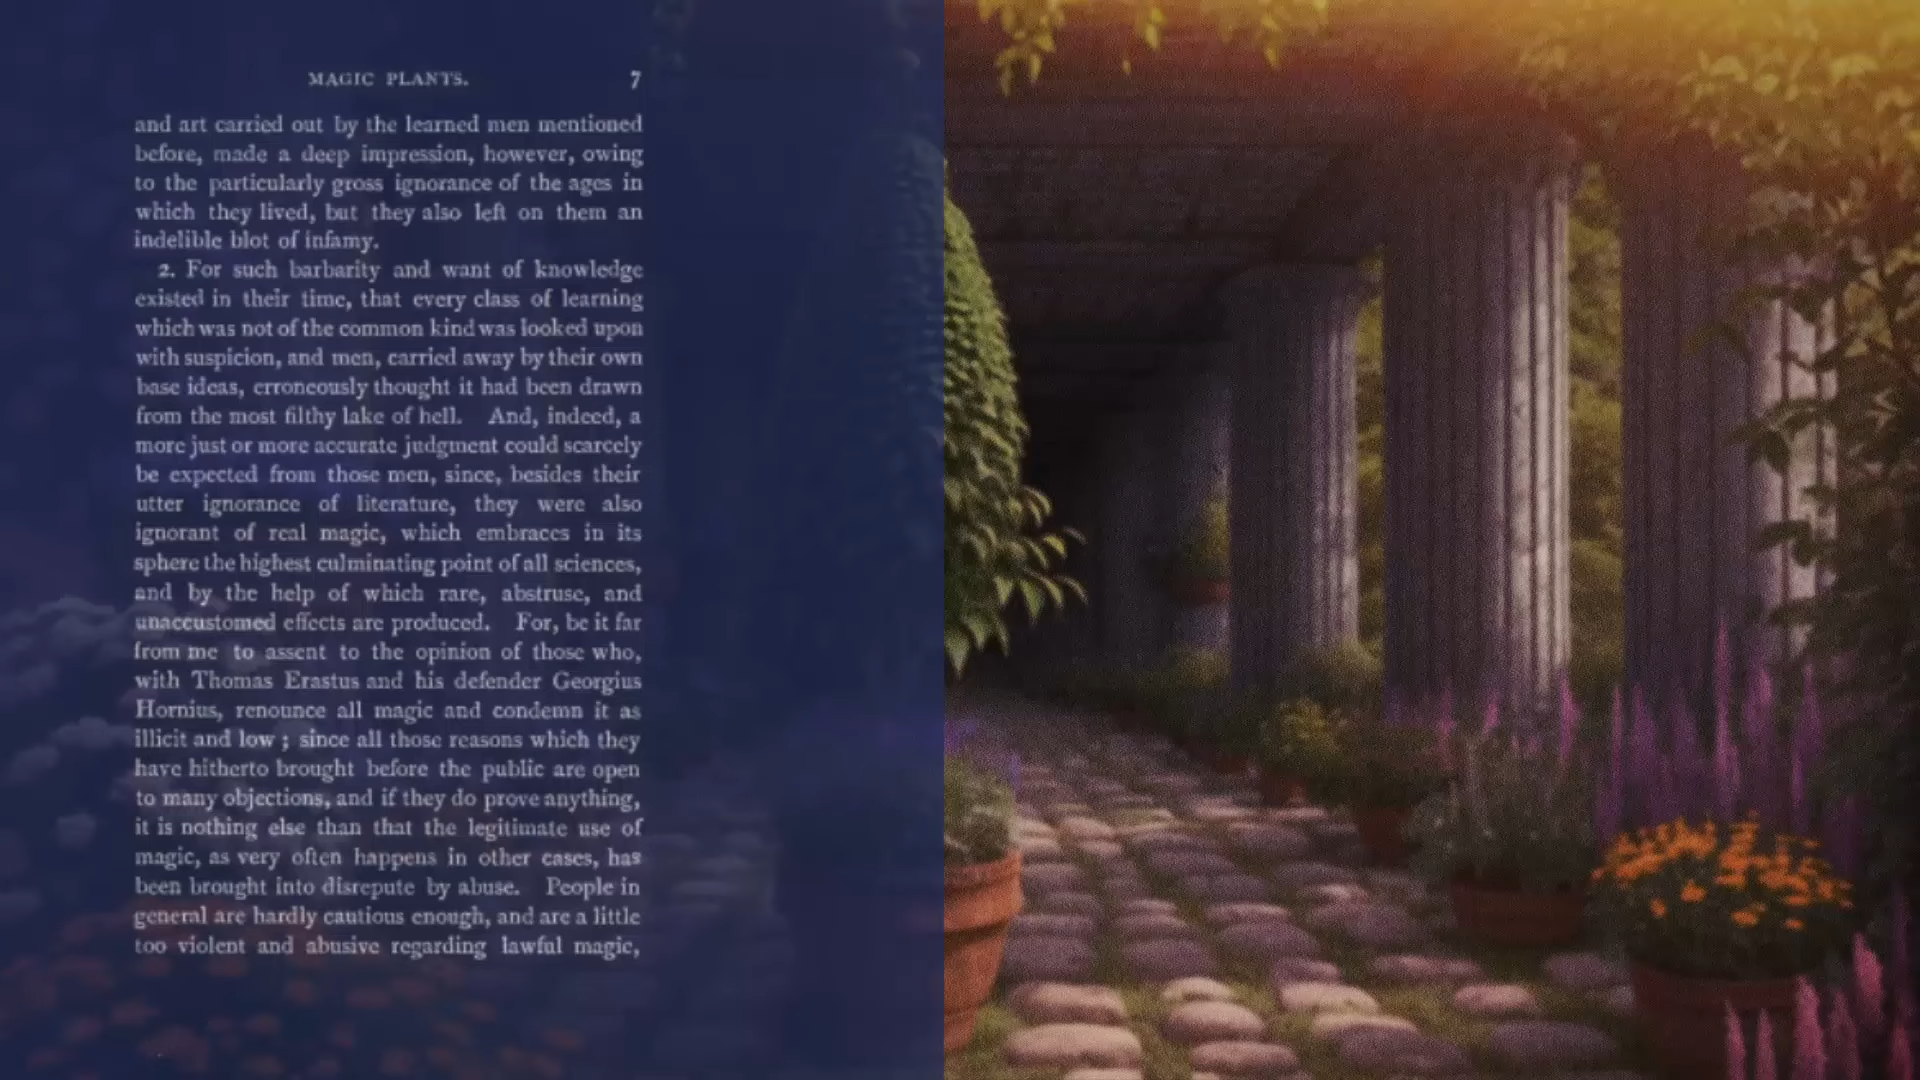 MAGIC PLANTS. 7
and art carried out by the learned men mentioned
before, made a deep impression, however, owing
to the particularly gross ignorance of the ages in
which they lived, but they also left on them an
indelible blot of infamy.
2. For such barbarity and want of knowledge
existed in their time, that every class of learning
which was not of the common kind was looked upon
with suspicion, and men, carried away by their own
base ideas, erroneously thought it had been drawn
from the most filthy lake of hell. And, indeed, a
more just or more accurate judgment could scarcely
be expected from those men, since, besides their
utter ignorance of literature, they were also
ignorant of real magic, which embraces in its
sphere the highest culminating point of all sciences,
and by the help of which rare, abstruse, and
unaccustomed effects are produced. For, be it far
from me to assent to the opinion of those who,
with Thomas Erastus and his defender Georgius
Hornius, renounce all magic and condemn it as
illicit and low ; since all those reasons which they
have hitherto brought before the public are open
to many objections, and if they do prove anything,
it is nothing else than that the legitimate use of
magic, as very often happens in other cases, has
been brought into disrepute by abuse. People in
general are hardly cautious enough, and are a little
too violent and abusive regarding lawful magic,